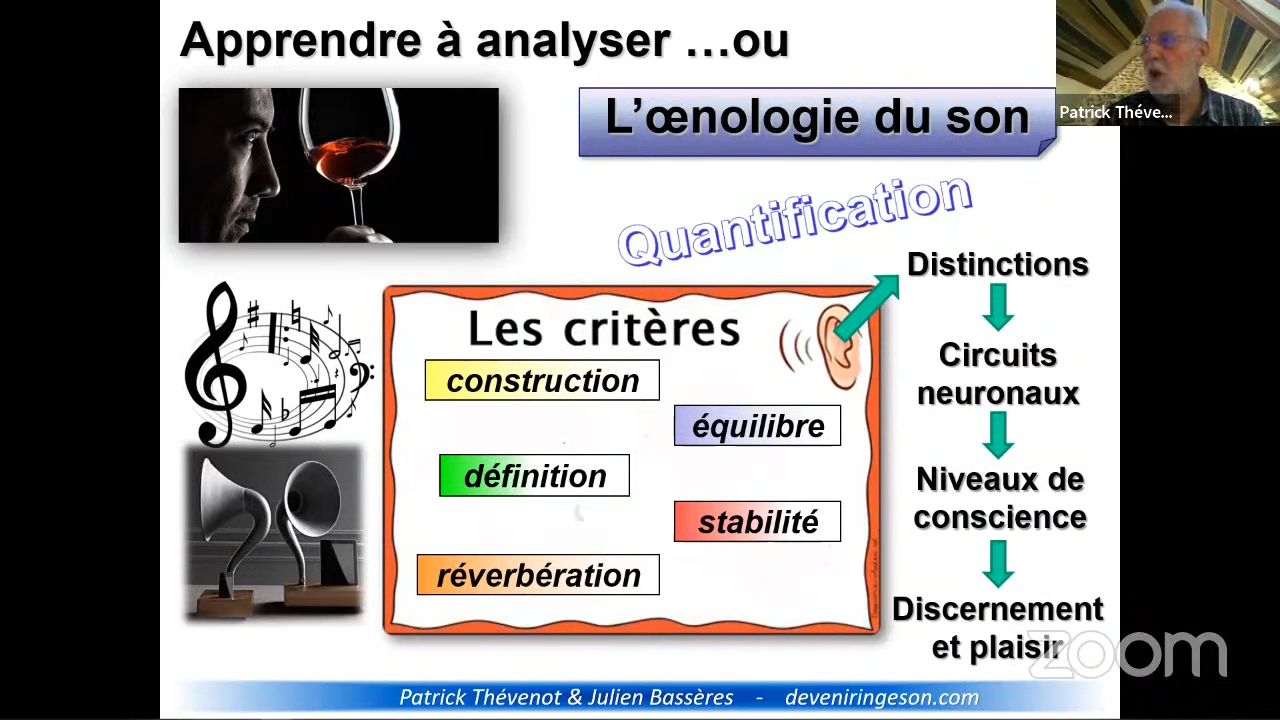 Apprendre à analyser ...ou
L'œnologie du son
Patrick Théve...
Quantification
Distinctions
Les critères
construction
Circuits
neuronaux
équilibre
définition
Niveaux de
conscience
stabilité
réverbération
Discernement
et plaisir
zoom
Patrick Thévenot & Julien Bassères - deveniringeson.com